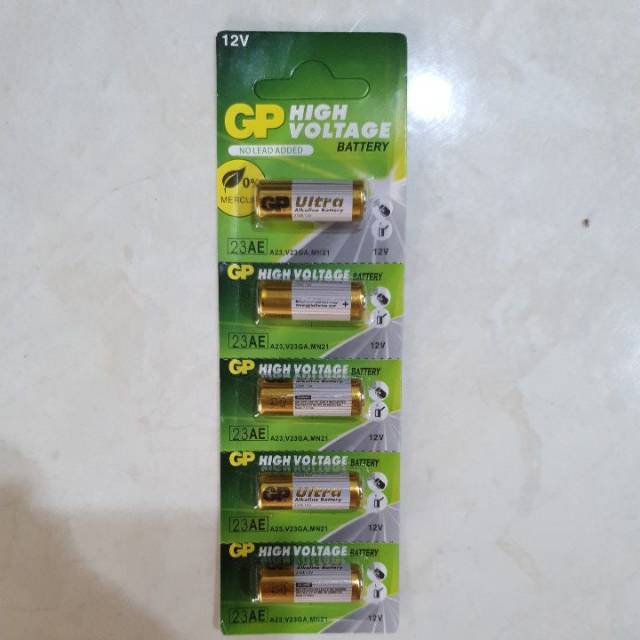 12V
GP HIGH VOLTAGE
BATTERY
NO LEAD ADDED
0%
MERCU
GP Ultra
Alkaline Battery
23AE A23,V23GA,MN21 12V
GP HIGH VOLTAGE BATTERY
+
23AE A23,V23GA,MN21 12V
GP HIGH VOLTAGE BATTERY
23AE A23,V23GA,MN21 12V
GP HIGH VOLTAGE BATTERY
GP Ultra
Alkaline Battery
23AE A23,V23GA,MN21 12V
GP HIGH VOLTAGE BATTERY
Alkaline Battery
23AE A23,V23GA,MN21 12V